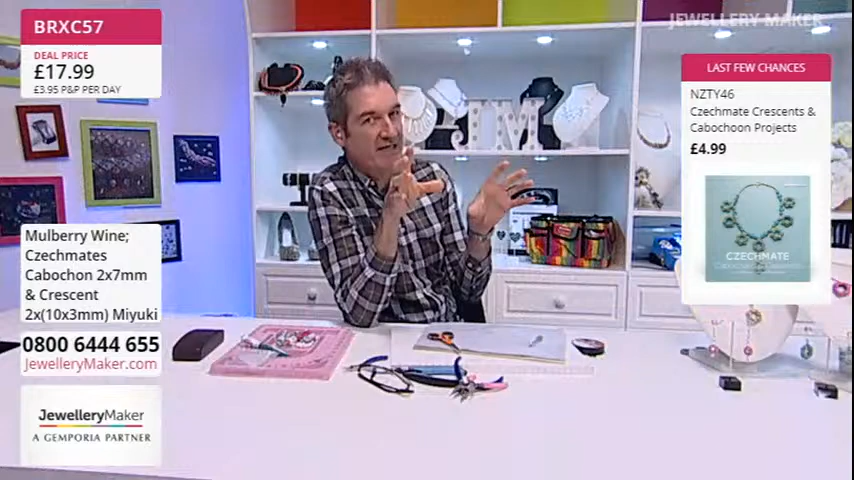 BRXC57
DEAL PRICE
£17.99
£3.95 P&P PER DAY
Mulberry Wine;
Czechmates
Cabochon 2x7mm
& Crescent
2x(10x3mm) Miyuki
0800 6444 655
JewelleryMaker.com
JewelleryMaker
A GEMPORIA PARTNER
JM
JEWELLERY MAKER
LAST FEW CHANCES
NZTY46
Czechmate Crescents &
Cabochoon Projects
£4.99
CZECHMATE